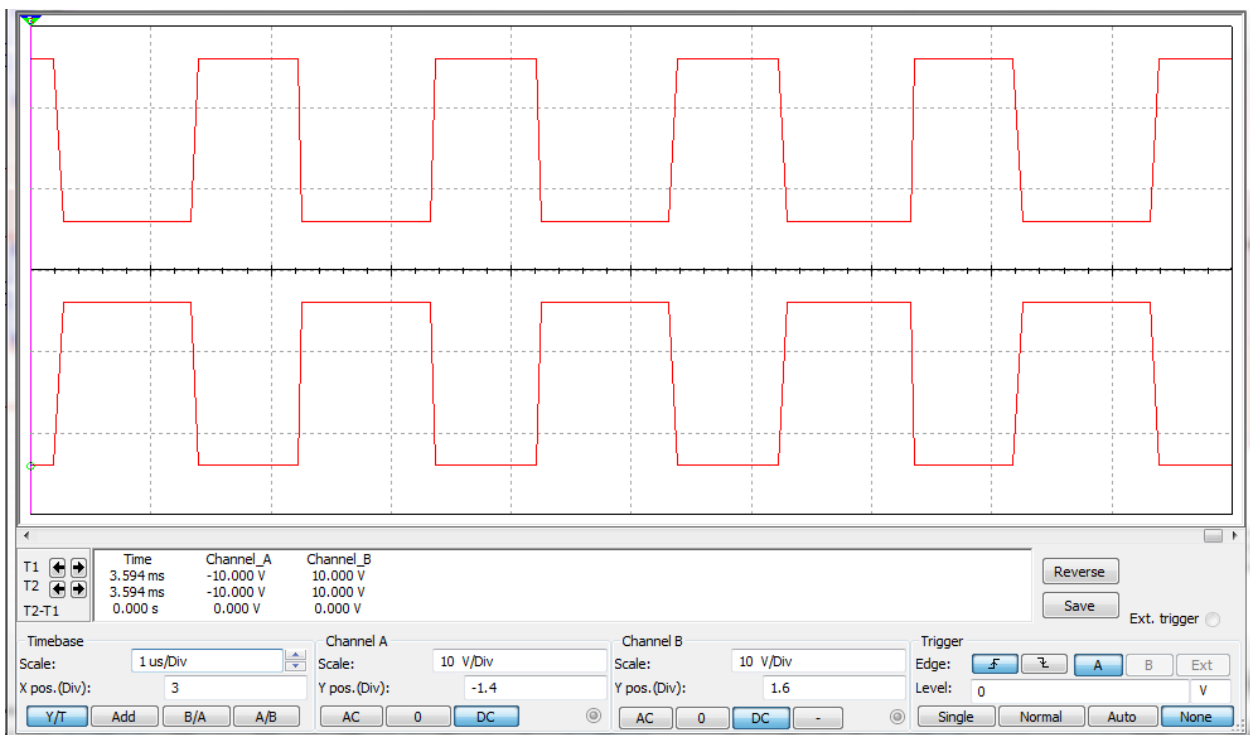 Time Channel_A Channel_B
T1 3.594 ms -10.000 V 10.000 V
T2 3.594 ms -10.000 V 10.000 V
T2-T1 0.000 s 0.000 V 0.000 V
Reverse
Save
Ext. trigger
Timebase
Scale: 1 us/Div
X pos.(Div): 3
Y/T Add B/A A/B
Channel A
Scale: 10 V/Div
Y pos.(Div): -1.4
AC 0 DC
Channel B
Scale: 10 V/Div
Y pos.(Div): 1.6
AC 0 DC -
Trigger
Edge: A B Ext
Level: 0 V
Single Normal Auto None